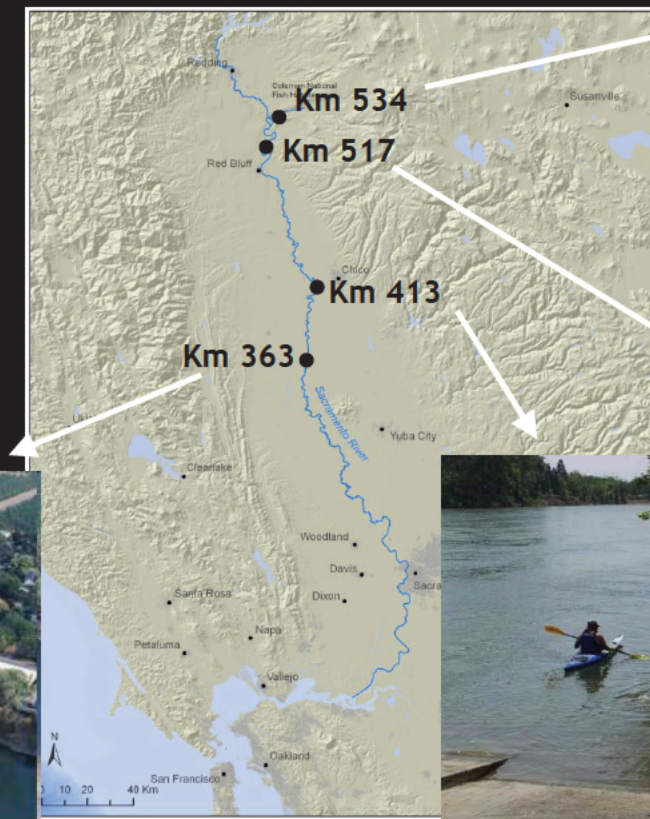 Redding
Coleman National
Fish
Km 534
Susanville
Km 517
Red Bluff
Chico
Km 413
Km 363
Sacramento River
Yuba City
Clearlake
Woodland
Davis
Sacra
Dixon
Santa Rosa
Napa
Petaluma
Vallejo
N
Oakland
San Francisco
10 20 40 Km